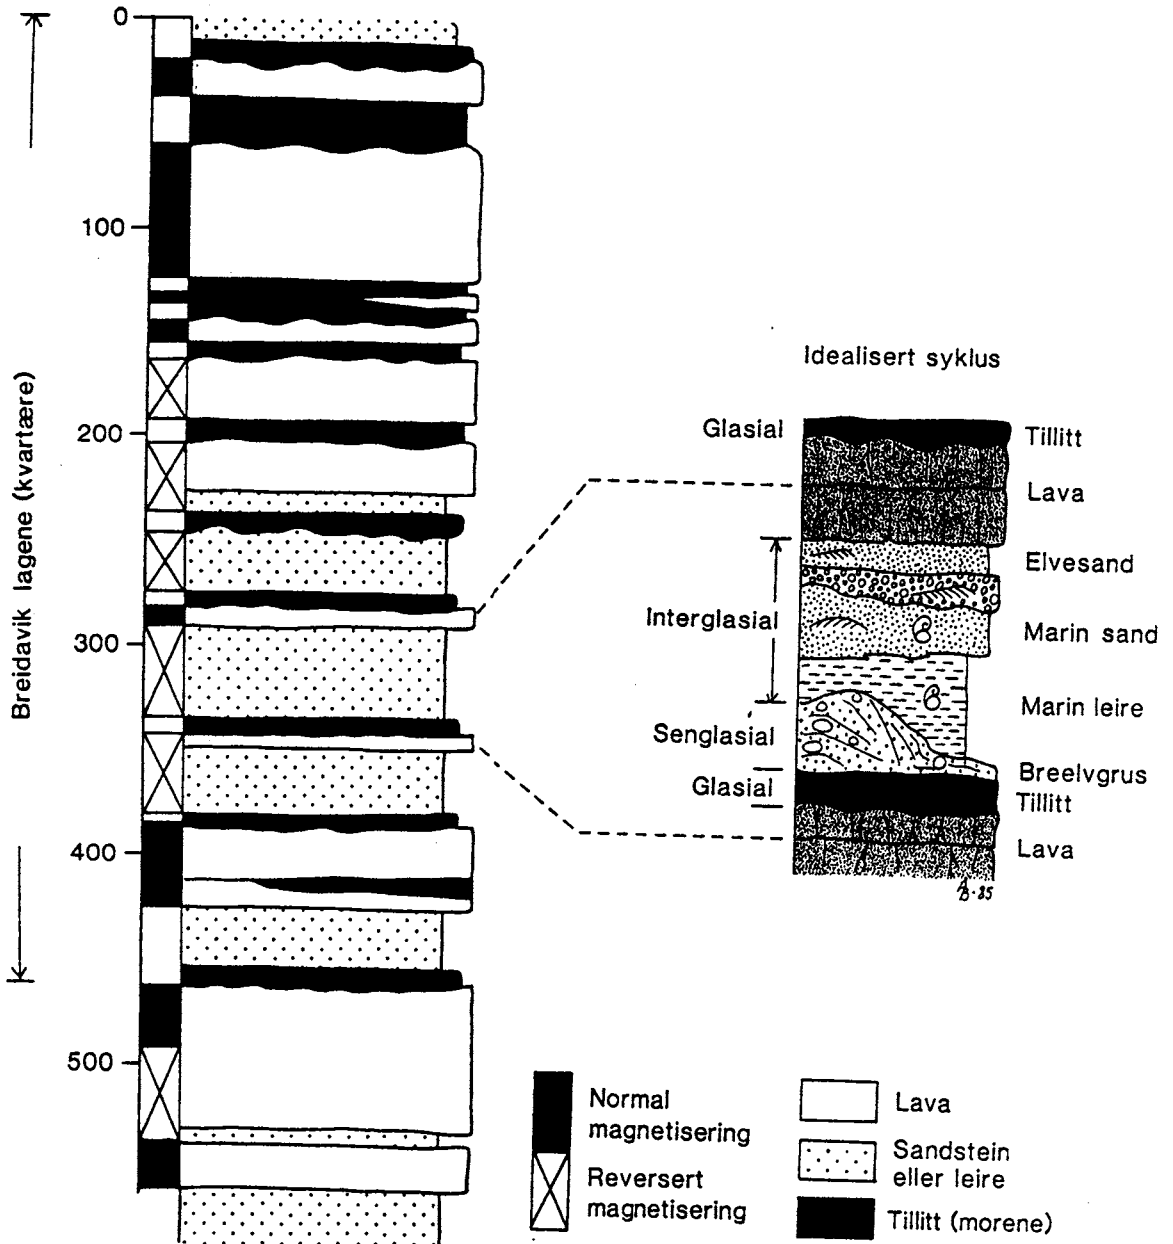 0
100
200
300
400
500
Breidavik lagene (kvartære)
Idealisert syklus
Glasial
Interglasial
Senglasial
Glasial
Tillitt
Lava
Elvesand
Marin sand
Marin leire
Breelvgrus
Tillitt
Lava
Normal
magnetisering
Reversert
magnetisering
Lava
Sandstein
eller leire
Tillitt (morene)